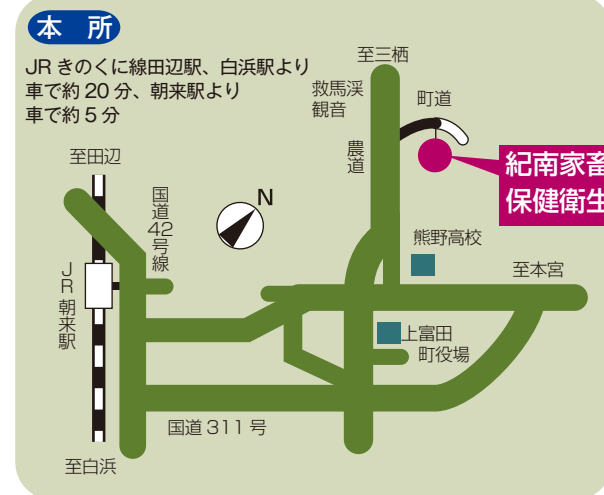 本 所
JR きのくに線田辺駅、白浜駅より
車で約 20 分、朝来駅より
車で約 5 分
至三栖
救馬渓
観音
町道
農道
紀南家畜
保健衛生
至田辺
国道42号線
N
熊野高校
至本宮
JR 朝来駅
上富田
町役場
国道 311 号
至白浜